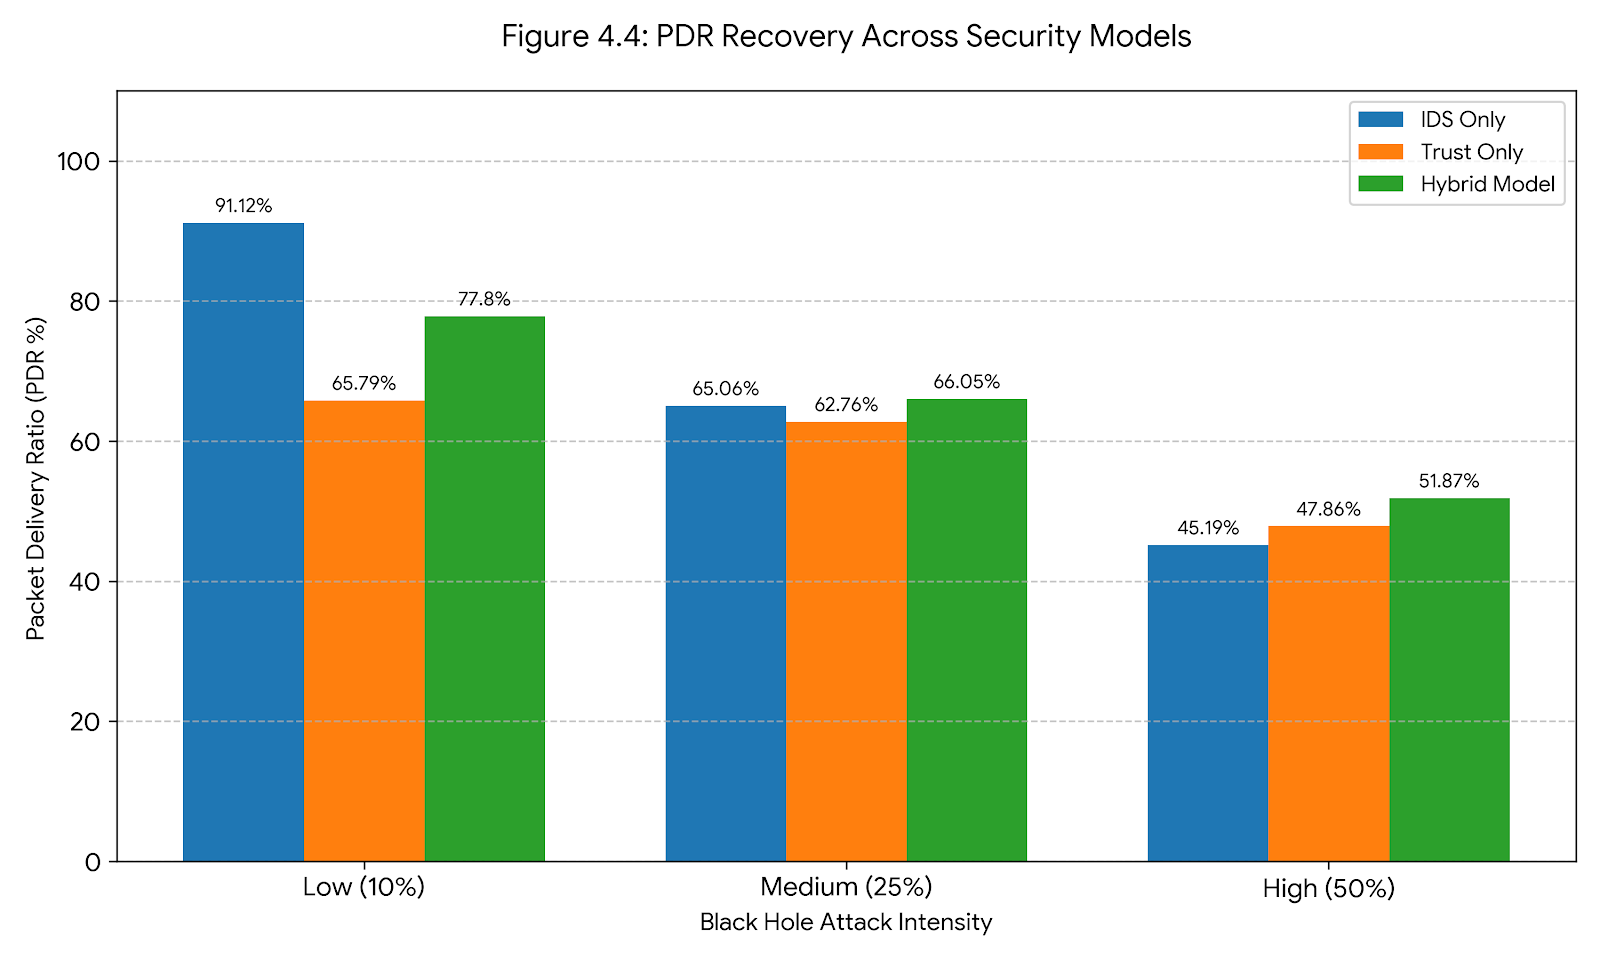 Figure 4.4: PDR Recovery Across Security Models
IDS Only
Trust Only
Hybrid Model
Packet Delivery Ratio (PDR %)
100
80
60
40
20
0
91.12%
65.79%
77.8%
65.06%
62.76%
66.05%
45.19%
47.86%
51.87%
Low (10%)
Medium (25%)
High (50%)
Black Hole Attack Intensity